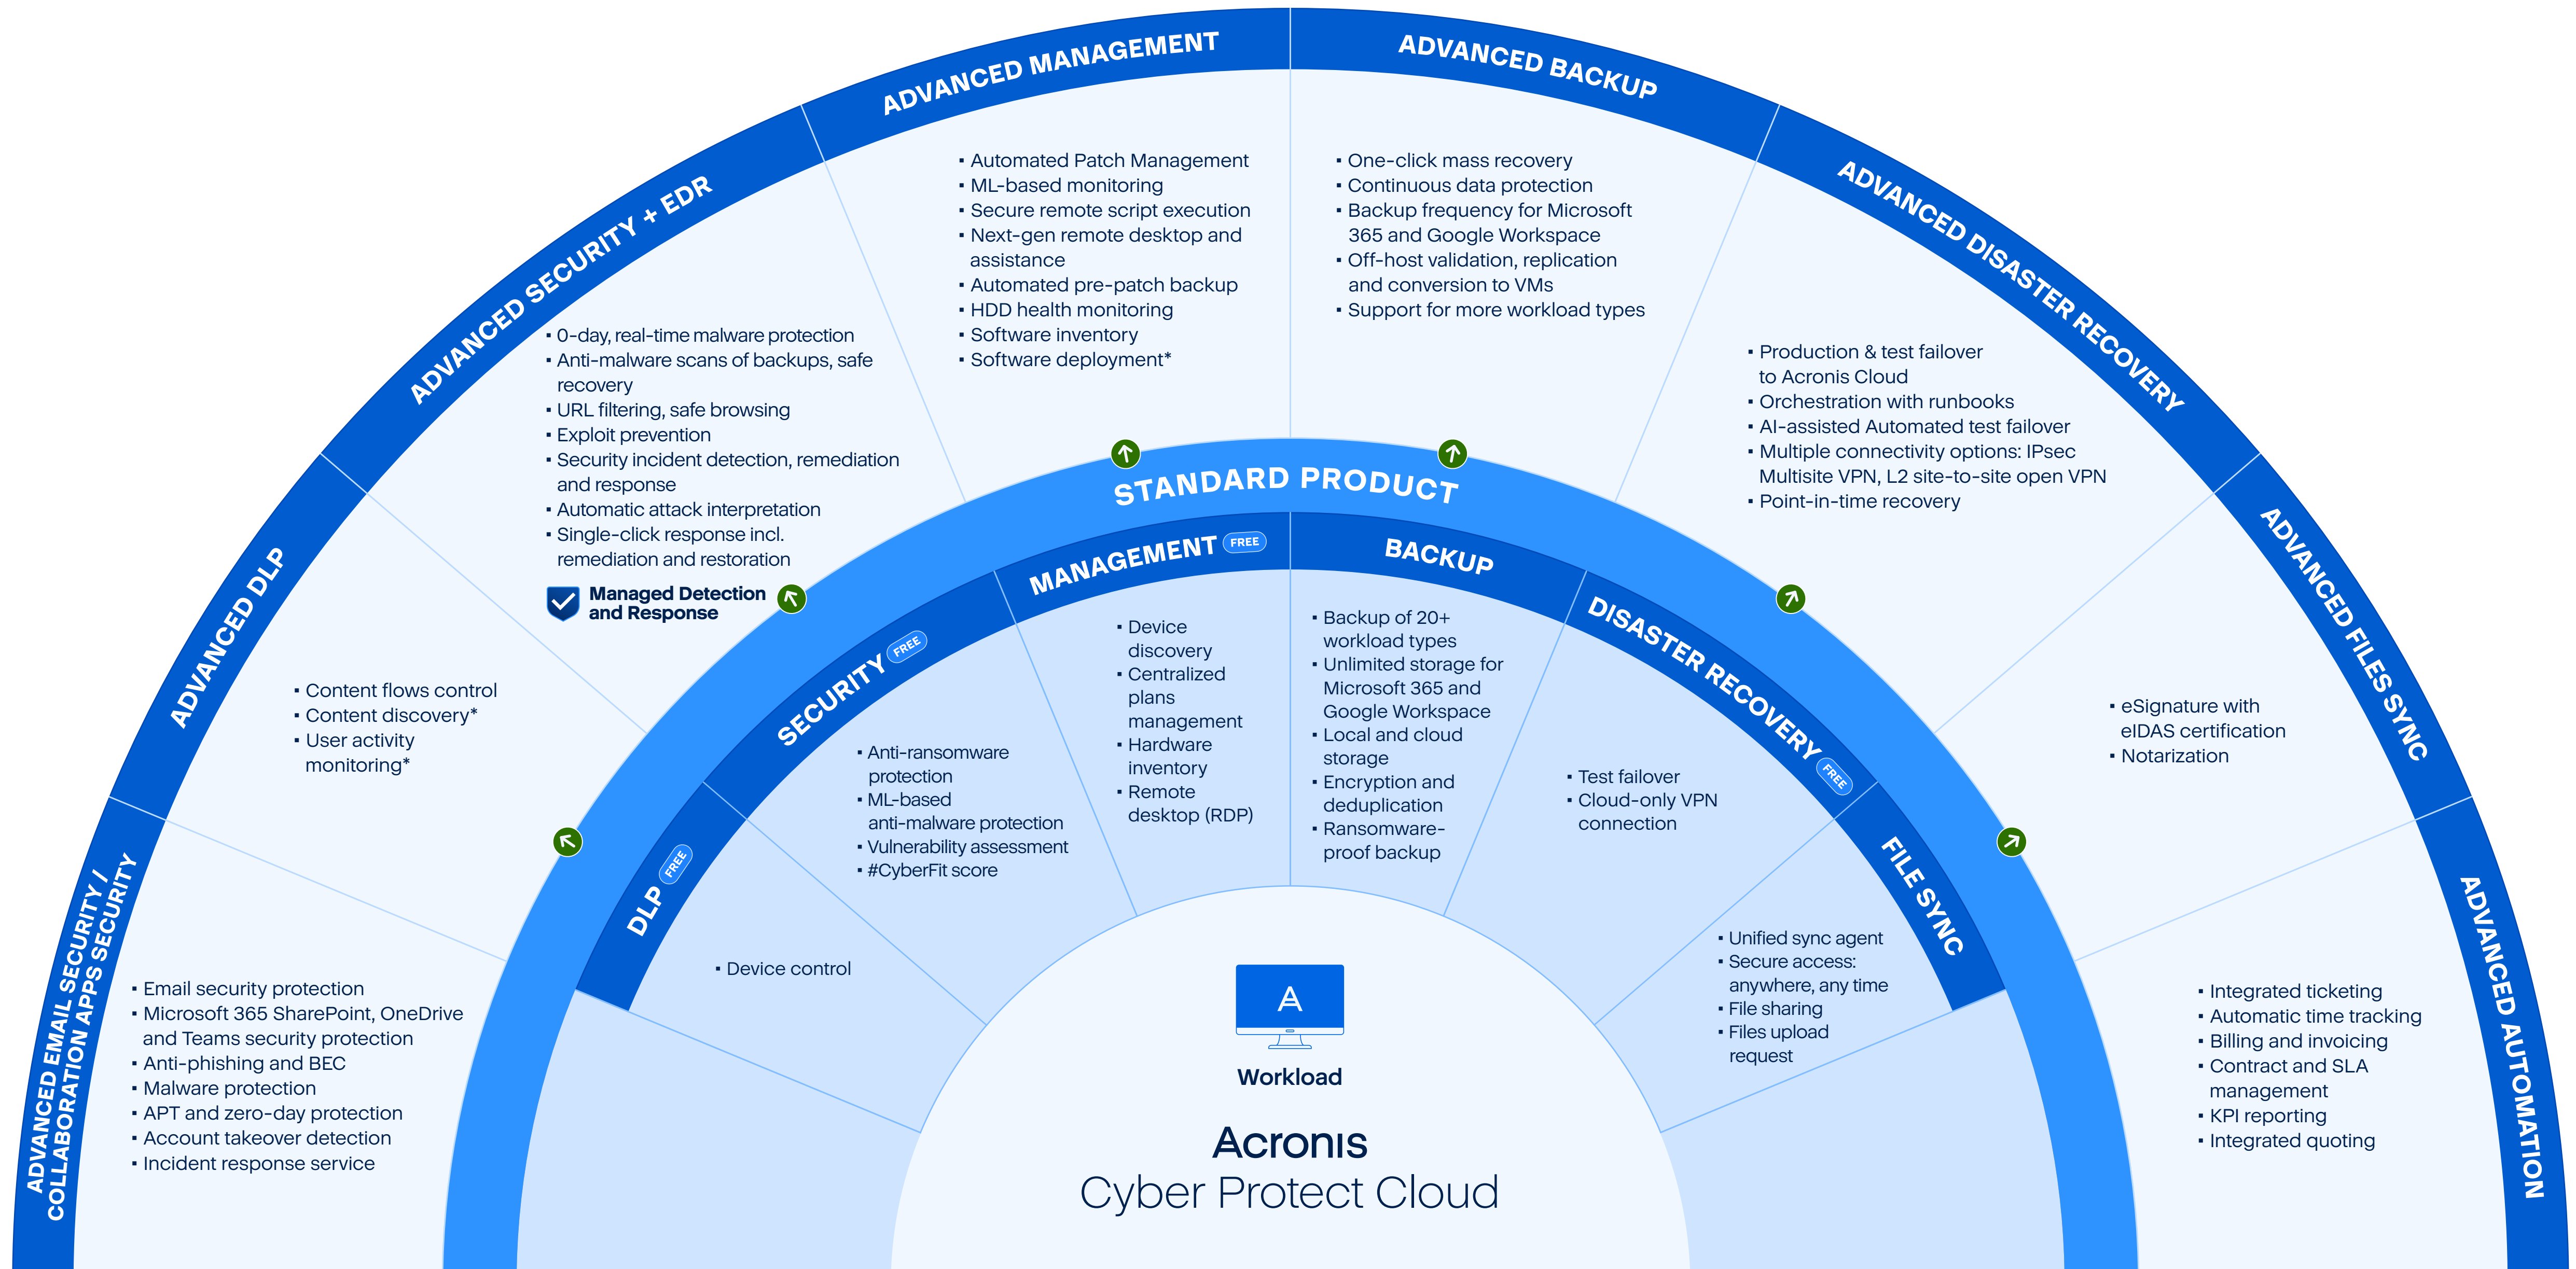 ADVANCED EMAIL SECURITY /
COLLABORATION APPS SECURITY
▪ Email security protection
▪ Microsoft 365 SharePoint, OneDrive
and Teams security protection
▪ Anti-phishing and BEC
▪ Malware protection
▪ APT and zero-day protection
▪ Account takeover detection
▪ Incident response service
ADVANCED DLP
▪ Content flows control
▪ Content discovery*
▪ User activity
monitoring*
ADVANCED SECURITY + EDR
▪ 0-day, real-time malware protection
▪ Anti-malware scans of backups, safe
recovery
▪ URL filtering, safe browsing
▪ Exploit prevention
▪ Security incident detection, remediation
and response
▪ Automatic attack interpretation
▪ Single-click response incl.
remediation and restoration
Managed Detection
and Response
ADVANCED MANAGEMENT
▪ Automated Patch Management
▪ ML-based monitoring
▪ Secure remote script execution
▪ Next-gen remote desktop and
assistance
▪ Automated pre-patch backup
▪ HDD health monitoring
▪ Software inventory
▪ Software deployment*
ADVANCED BACKUP
▪ One-click mass recovery
▪ Continuous data protection
▪ Backup frequency for Microsoft
365 and Google Workspace
▪ Off-host validation, replication
and conversion to VMs
▪ Support for more workload types
ADVANCED DISASTER RECOVERY
▪ Production & test failover
to Acronis Cloud
▪ Orchestration with runbooks
▪ AI-assisted Automated test failover
▪ Multiple connectivity options: IPsec
Multisite VPN, L2 site-to-site open VPN
▪ Point-in-time recovery
ADVANCED FILES SYNC
▪ eSignature with
eIDAS certification
▪ Notarization
ADVANCED AUTOMATION
▪ Integrated ticketing
▪ Automatic time tracking
▪ Billing and invoicing
▪ Contract and SLA
management
▪ KPI reporting
▪ Integrated quoting
STANDARD PRODUCT
DLP FREE
▪ Device control
SECURITY FREE
▪ Anti-ransomware
protection
▪ ML-based
anti-malware protection
▪ Vulnerability assessment
▪ #CyberFit score
MANAGEMENT FREE
▪ Device
discovery
▪ Centralized
plans
management
▪ Hardware
inventory
▪ Remote
desktop (RDP)
BACKUP
▪ Backup of 20+
workload types
▪ Unlimited storage for
Microsoft 365 and
Google Workspace
▪ Local and cloud
storage
▪ Encryption and
deduplication
▪ Ransomware-
proof backup
DISASTER RECOVERY FREE
▪ Test failover
▪ Cloud-only VPN
connection
FILE SYNC
▪ Unified sync agent
▪ Secure access:
anywhere, any time
▪ File sharing
▪ Files upload
request
A
Workload
Acronis
Cyber Protect Cloud